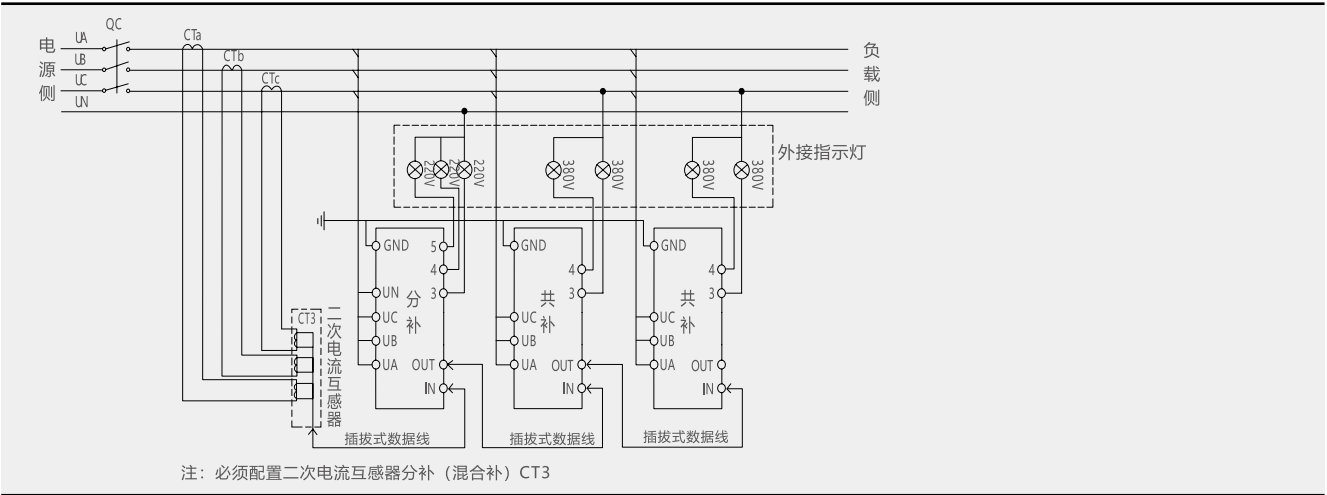 QC
UA
UB
UC
UN
电源侧
CTa
CTb
CTc
负载侧
外接指示灯
220V
220V
220V
380V
380V
380V
380V
GND
UN
UC
UB
UA
5
4
3
OUT
IN
分补
GND
UC
UB
UA
4
3
OUT
IN
共补
GND
UC
UB
UA
4
3
OUT
IN
共补
CT3
二次电流互感器
插拔式数据线
插拔式数据线
插拔式数据线
注：必须配置二次电流互感器分补（混合补）CT3